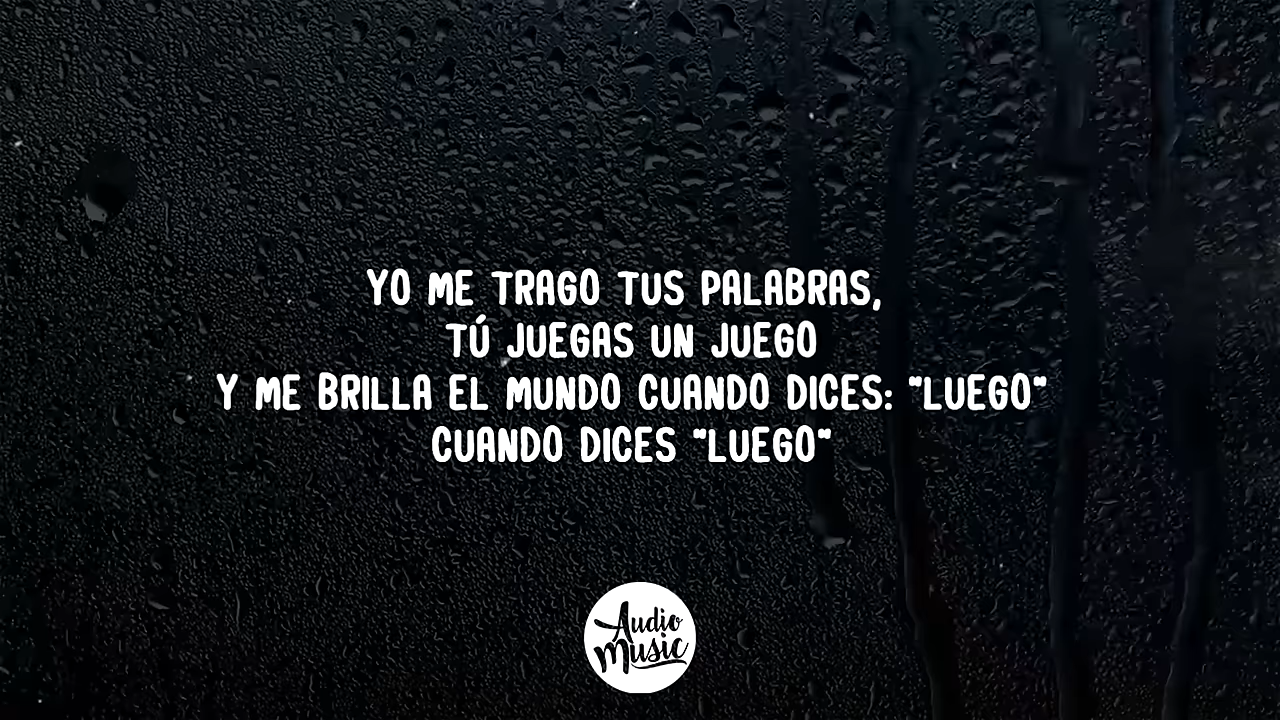 YO ME TRAGO TUS PALABRAS,
TÚ JUEGAS UN JUEGO
Y ME BRILLA EL MUNDO CUANDO DICES: "LUEGO"
CUANDO DICES "LUEGO"
Audio
Music